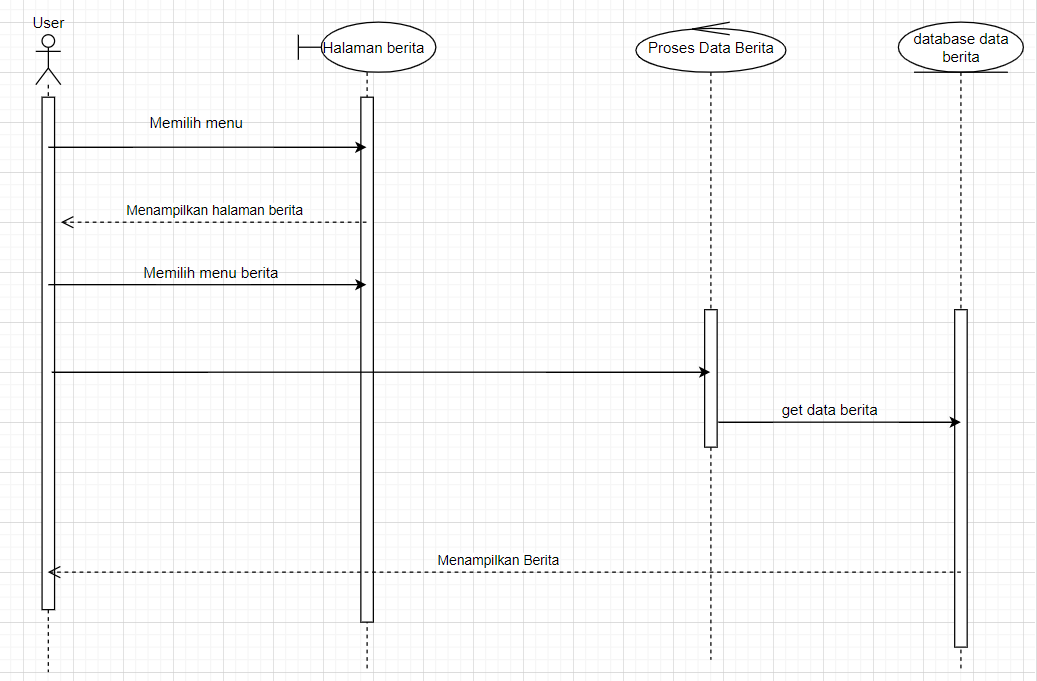 User
Halaman berita
Proses Data Berita
database data
berita
Memilih menu
Menampilkan halaman berita
Memilih menu berita
get data berita
Menampilkan Berita